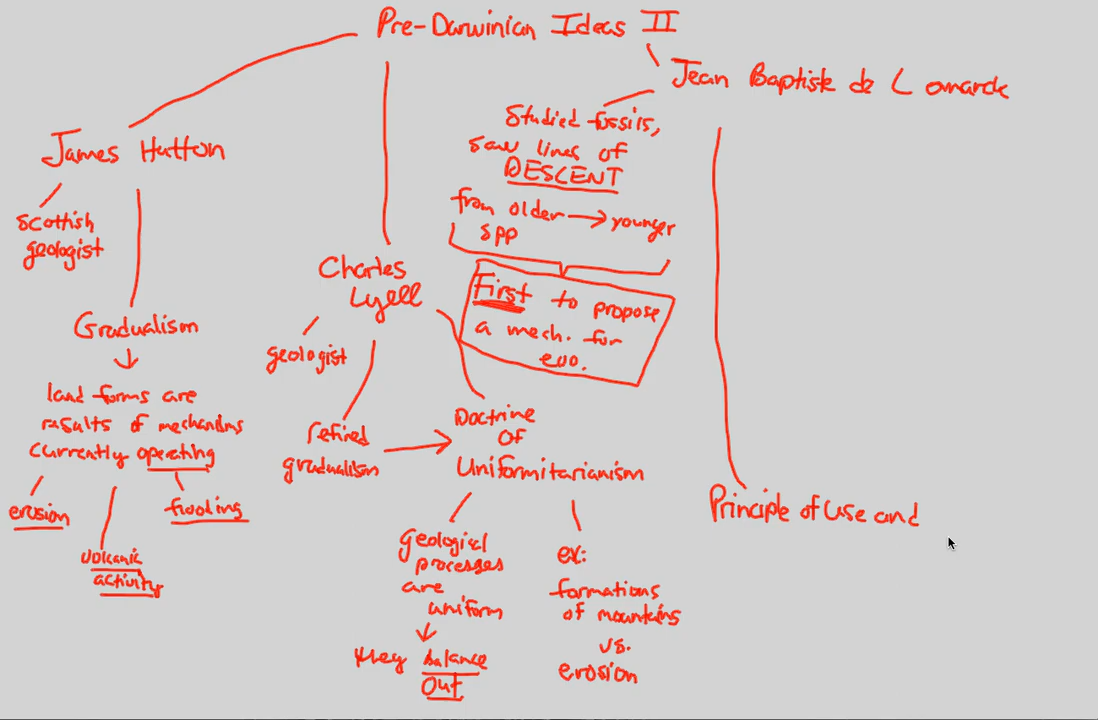 Pre-Darwinian Ideas II
James Hutton
Scottish
geologist
Gradualism
land forms are
results of mechanisms
currently operating
erosion
volcanic
activity
flooding
Charles
Lyell
geologist
refined
gradualism
Doctrine
OF
Uniformitarianism
geological
processes
are
uniform
they balance
Out
ex:
formations
of mountains
vs.
erosion
Jean Baptiste de Lamarck
Studied fossils,
saw lines of
DESCENT
from older → younger
spp
First to propose
a mech. for
evo.
Principle of Use and